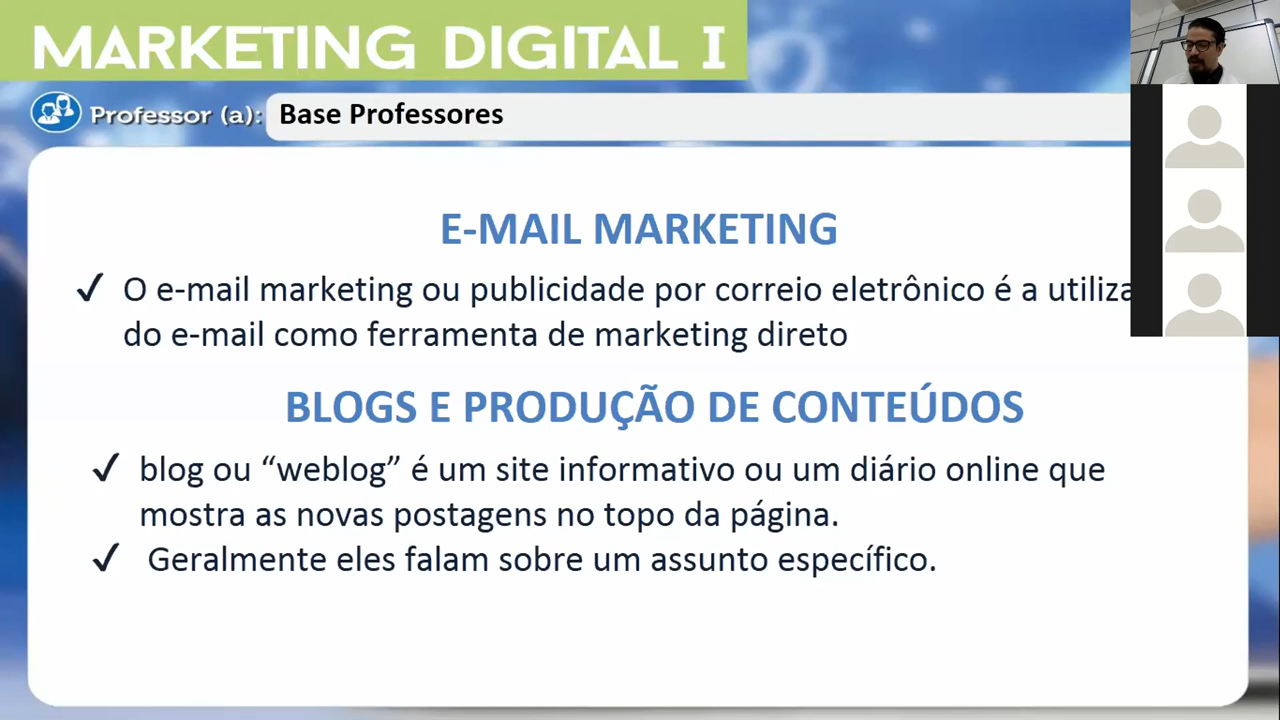 MARKETING DIGITAL I
Professor (a): Base Professores
E-MAIL MARKETING
✓ O e-mail marketing ou publicidade por correio eletrônico é a utiliza
do e-mail como ferramenta de marketing direto
BLOGS E PRODUÇÃO DE CONTEÚDOS
✓ blog ou “weblog” é um site informativo ou um diário online que
mostra as novas postagens no topo da página.
✓ Geralmente eles falam sobre um assunto específico.